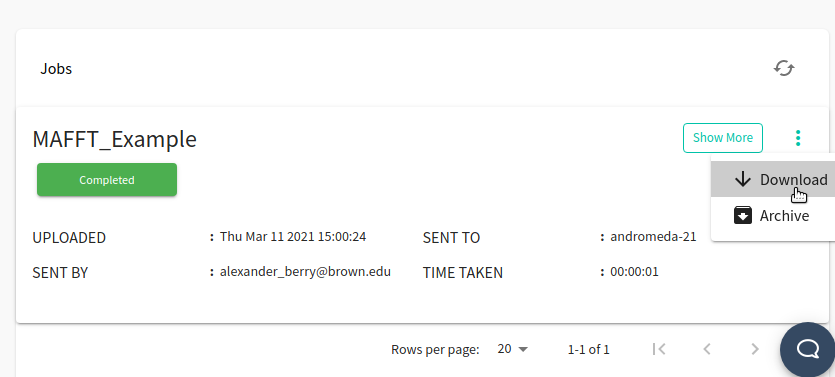 Jobs
MAFFT_Example
Show More
Completed
Download
Archive
UPLOADED : Thu Mar 11 2021 15:00:24 SENT TO : andromeda-21
SENT BY : alexander_berry@brown.edu TIME TAKEN : 00:00:01
Rows per page: 20 1-1 of 1